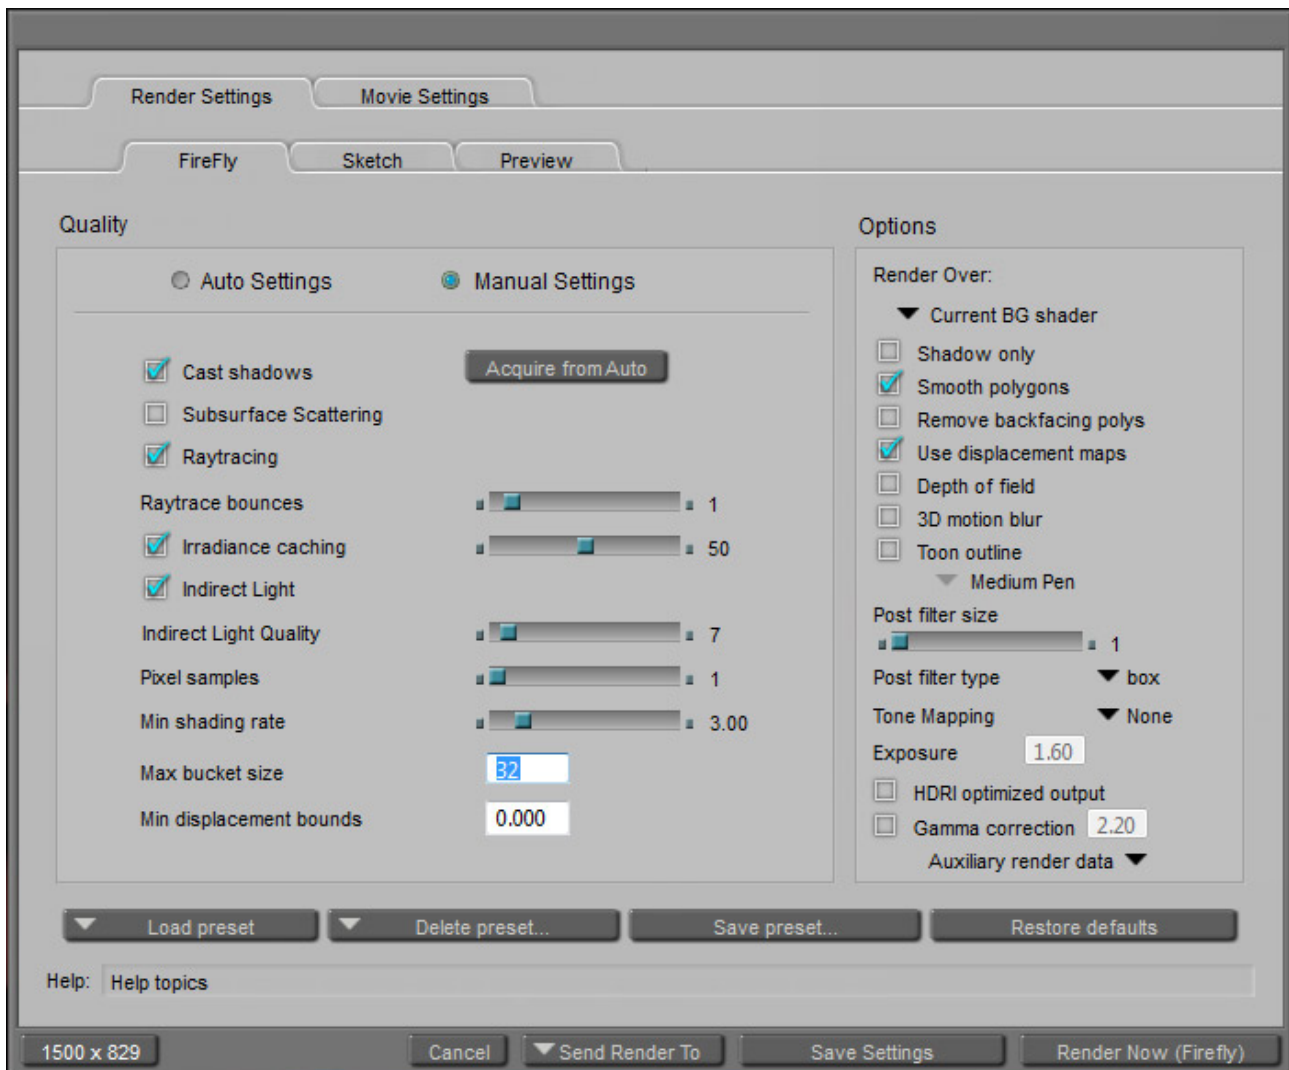 Render Settings Movie Settings
FireFly Sketch Preview
Quality
Auto Settings Manual Settings
Cast shadows Acquire from Auto
Subsurface Scattering
Raytracing
Raytrace bounces 1
Irradiance caching 50
Indirect Light
Indirect Light Quality 7
Pixel samples 1
Min shading rate 3.00
Max bucket size 32
Min displacement bounds 0.000
Options
Render Over:
Current BG shader
Shadow only
Smooth polygons
Remove backfacing polys
Use displacement maps
Depth of field
3D motion blur
Toon outline
Medium Pen
Post filter size
1
Post filter type box
Tone Mapping None
Exposure 1.60
HDRI optimized output
Gamma correction 2.20
Auxiliary render data
Load preset Delete preset... Save preset... Restore defaults
Help: Help topics
1500 x 829 Cancel Send Render To Save Settings Render Now (Firefly)